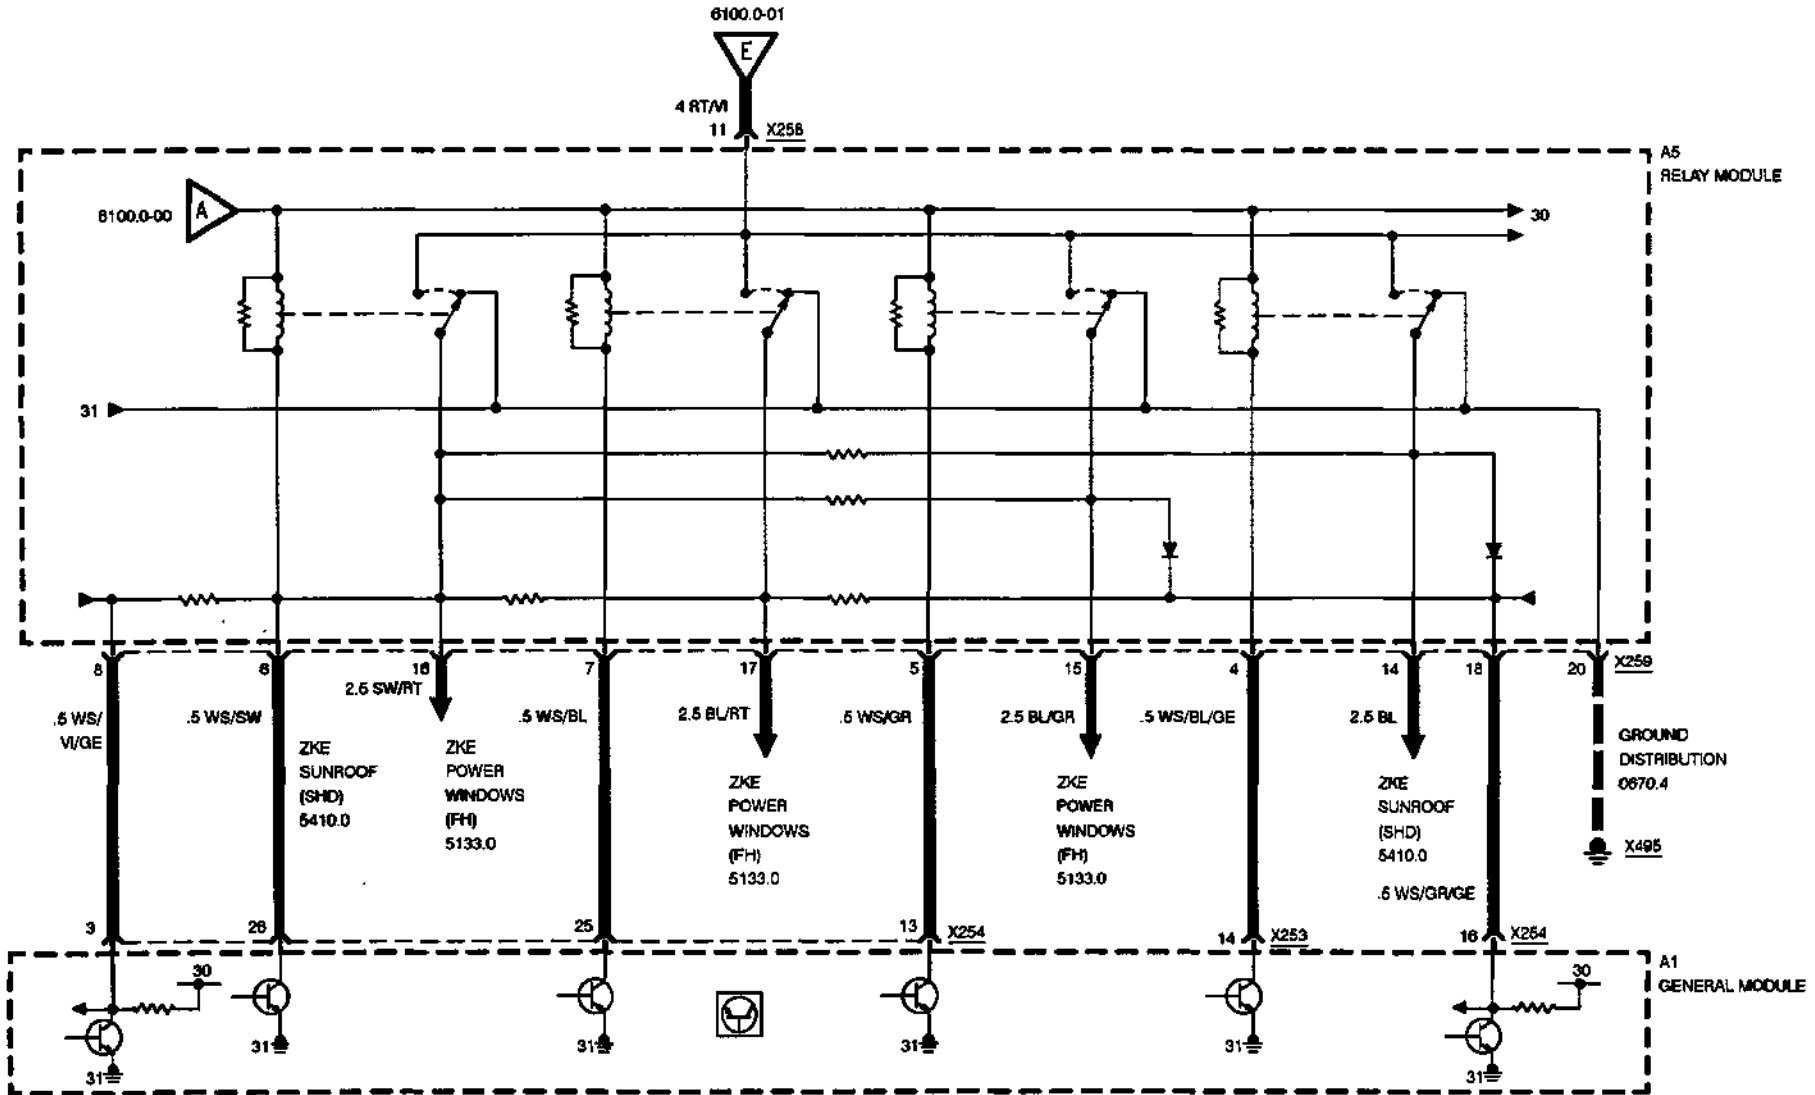 6100.0-01
E
4 RT/VI
11 X258
A5
RELAY MODULE
6100.0-00 A
30
31
8 6 16 7 17 5 15 4 14 18 20 X259
.5 WS/
VI/GE
.5 WS/SW
2.5 SW/RT
.5 WS/BL
2.5 BL/RT
.5 WS/GR
2.5 BL/GR
.5 WS/BL/GE
2.5 BL
ZKE
SUNROOF
(SHD)
5410.0
ZKE
POWER
WINDOWS
(FH)
5133.0
ZKE
POWER
WINDOWS
(FH)
5133.0
ZKE
POWER
WINDOWS
(FH)
5133.0
ZKE
SUNROOF
(SHD)
5410.0
.5 WS/GR/GE
GROUND
DISTRIBUTION
0670.4
X495
3 26 25 13 X254 14 X253 16 X254
A1
GENERAL MODULE
30 30
31 31 31 31
31 31